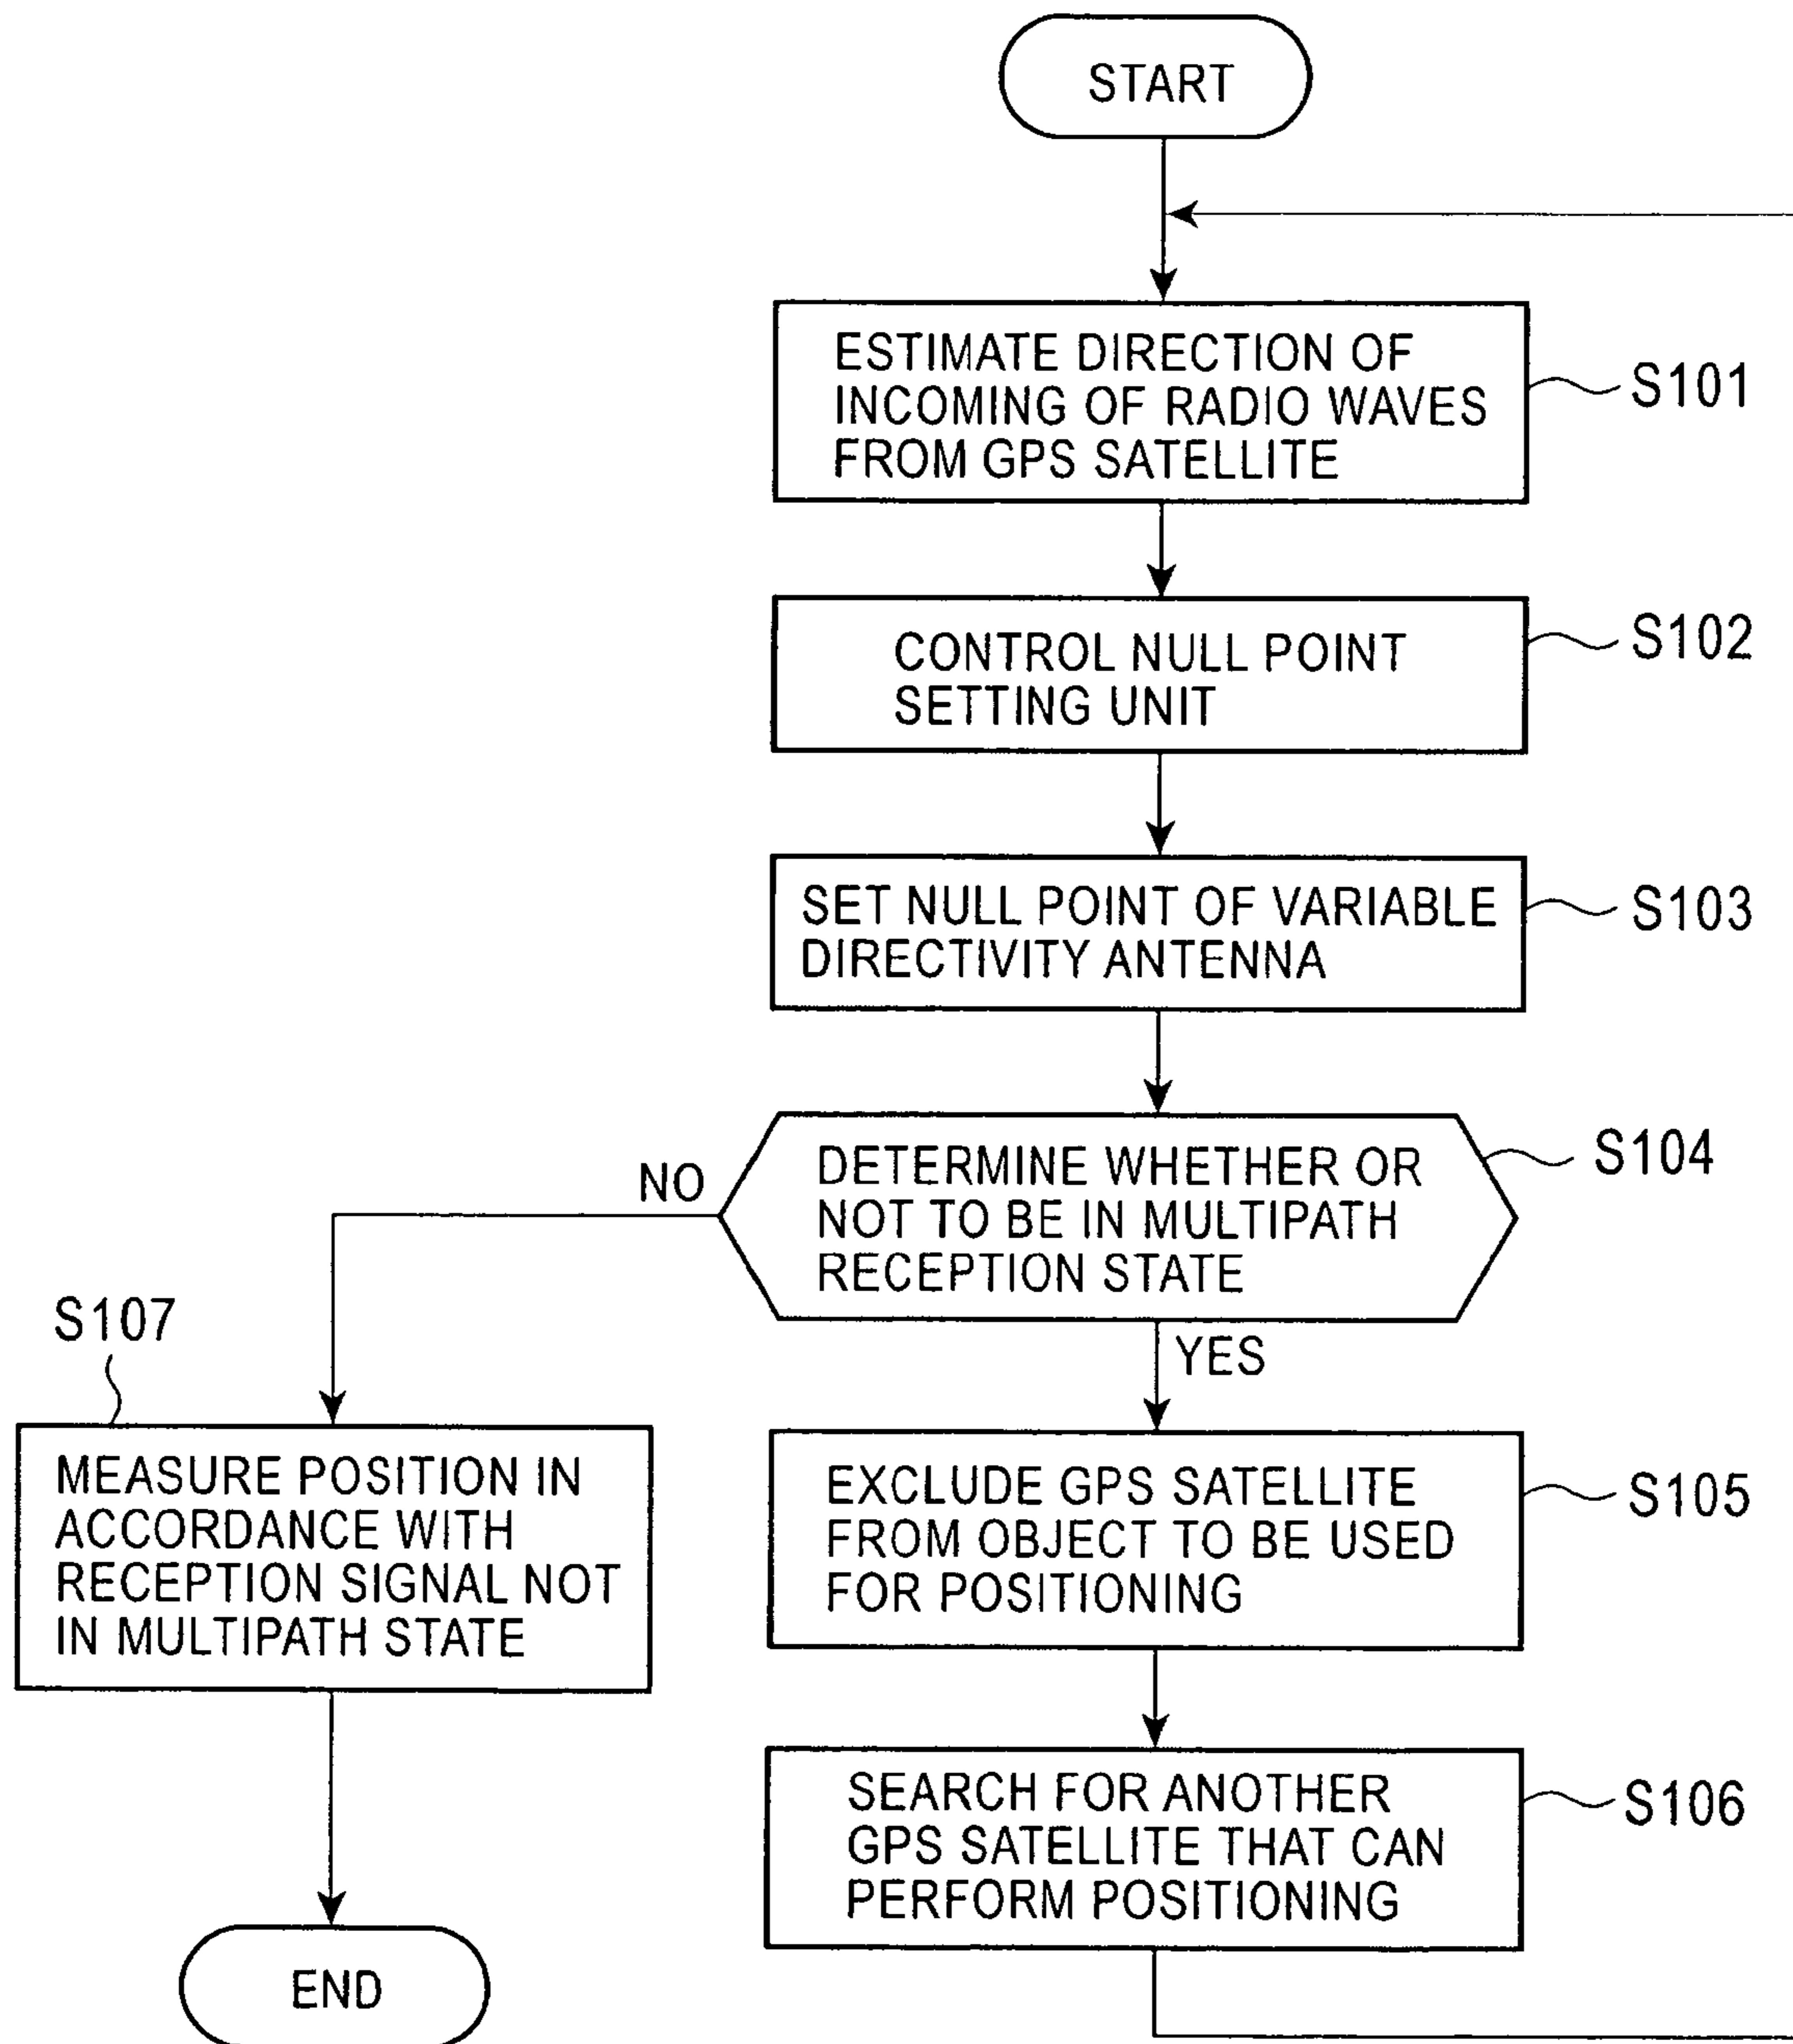 START
ESTIMATE DIRECTION OF
INCOMING OF RADIO WAVES
FROM GPS SATELLITE
S101
CONTROL NULL POINT
SETTING UNIT
S102
SET NULL POINT OF VARIABLE
DIRECTIVITY ANTENNA
S103
DETERMINE WHETHER OR
NOT TO BE IN MULTIPATH
RECEPTION STATE
S104
NO
YES
S107
MEASURE POSITION IN
ACCORDANCE WITH
RECEPTION SIGNAL NOT
IN MULTIPATH STATE
EXCLUDE GPS SATELLITE
FROM OBJECT TO BE USED
FOR POSITIONING
S105
SEARCH FOR ANOTHER
GPS SATELLITE THAT CAN
PERFORM POSITIONING
S106
END